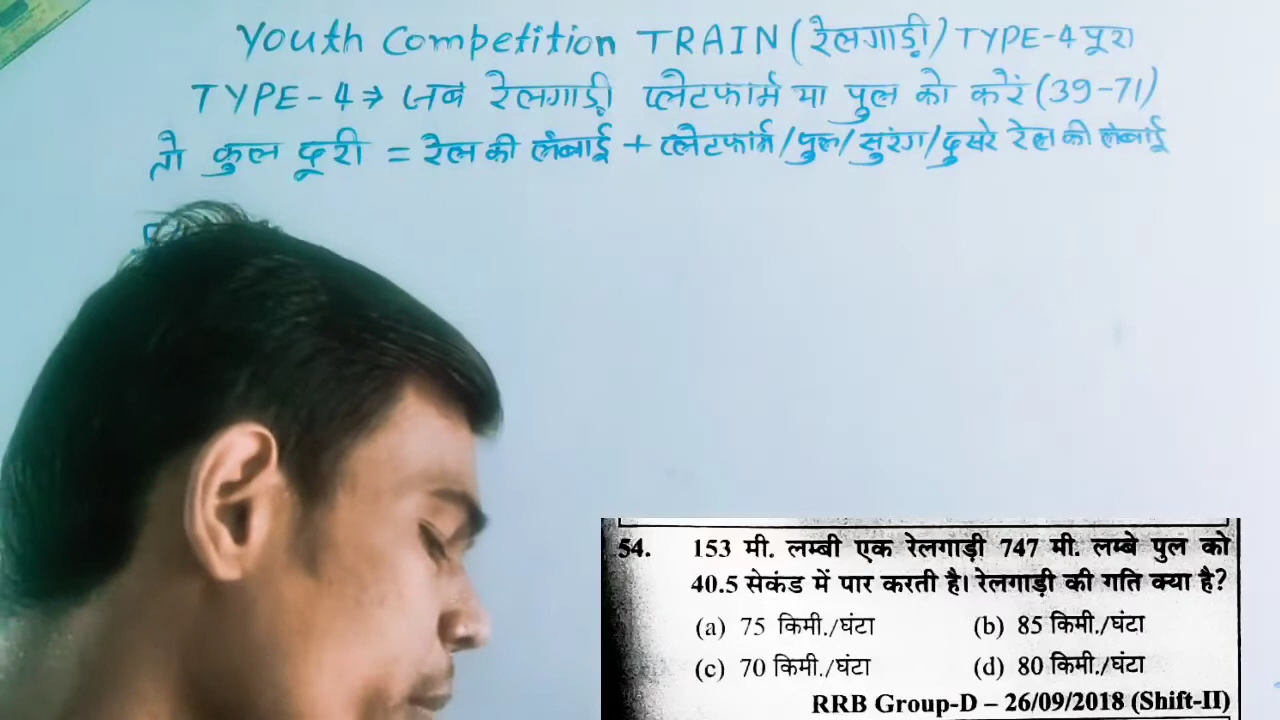 Youth Competition TRAIN (रेलगाड़ी) TYPE-4 पूरा
TYPE-4 → जब रेलगाड़ी प्लेटफार्म या पुल को करें (39-71)
तो कुल दूरी = रेल की लंबाई + प्लेटफार्म/पुल/सुरंग/दुसरे रेल की लंबाई
54. 153 मी. लम्बी एक रेलगाड़ी 747 मी. लम्बे पुल को
40.5 सेकंड में पार करती है। रेलगाड़ी की गति क्या है?
(a) 75 किमी./घंटा (b) 85 किमी./घंटा
(c) 70 किमी./घंटा (d) 80 किमी./घंटा
RRB Group-D – 26/09/2018 (Shift-II)